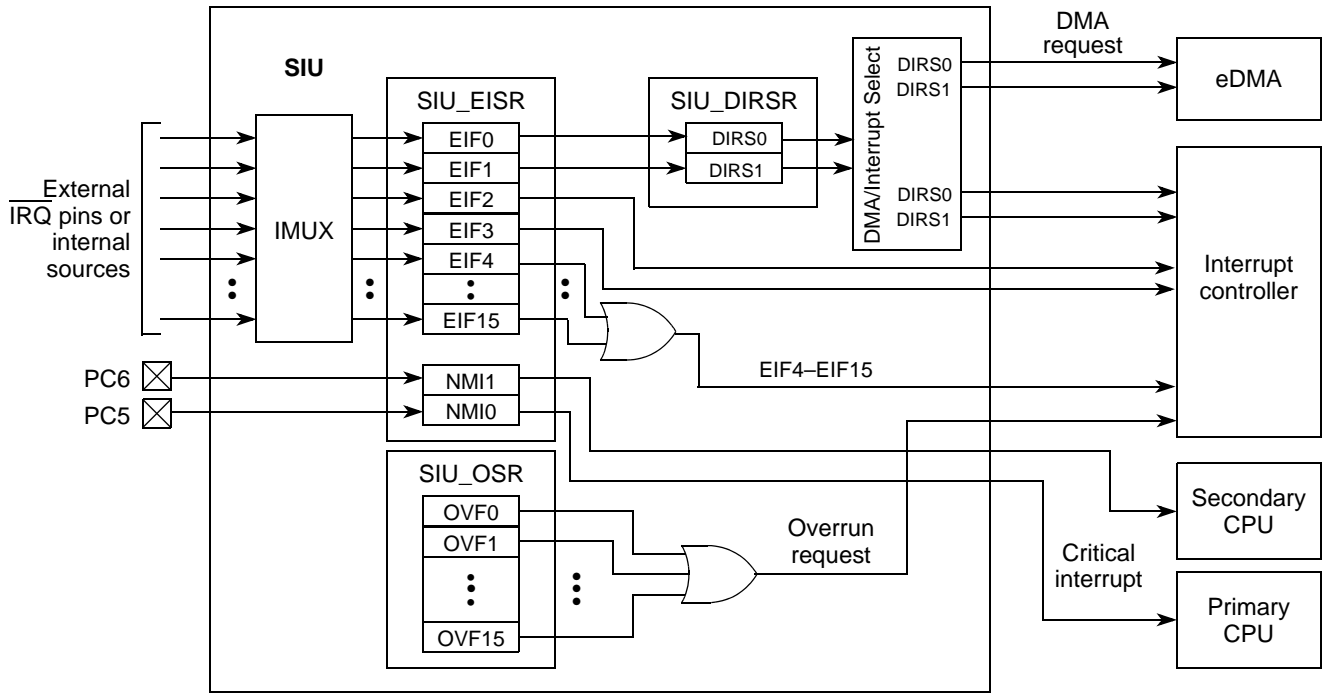 SIU
External
IRQ pins or
internal
sources
IMUX
PC6
PC5
SIU_EISR
EIF0
EIF1
EIF2
EIF3
EIF4
EIF15
NMI1
NMI0
SIU_OSR
OVF0
OVF1
OVF15
SIU_DIRSR
DIRS0
DIRS1
DMA/Interrupt Select
DIRS0
DIRS1
DIRS0
DIRS1
EIF4–EIF15
Overrun
request
DMA
request
eDMA
Interrupt
controller
Secondary
CPU
Critical
interrupt
Primary
CPU